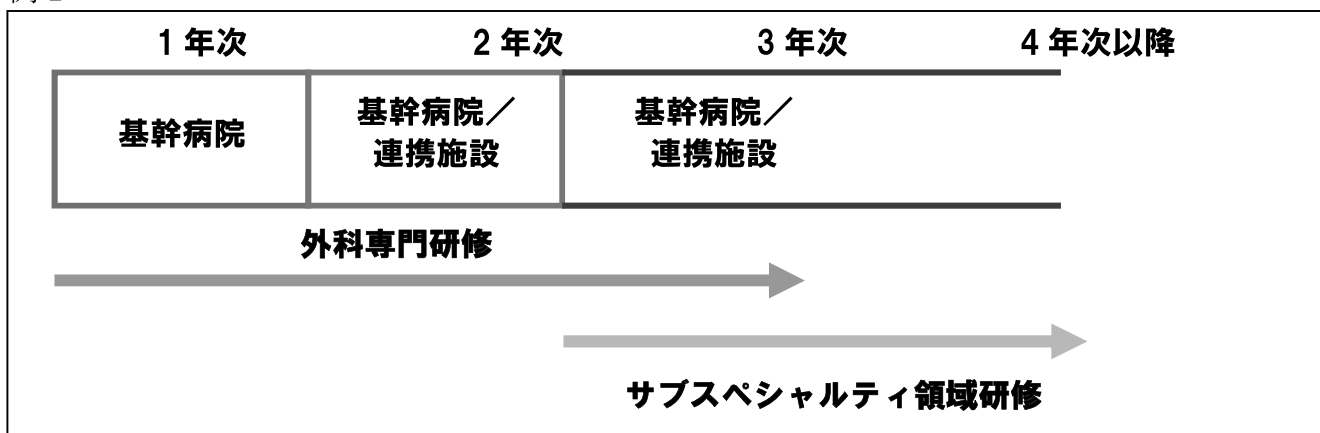 1年次 2年次 3年次 4年次以降
基幹病院 基幹病院／ 基幹病院／
連携施設 連携施設
外科専門研修
サブスペシャルティ領域研修